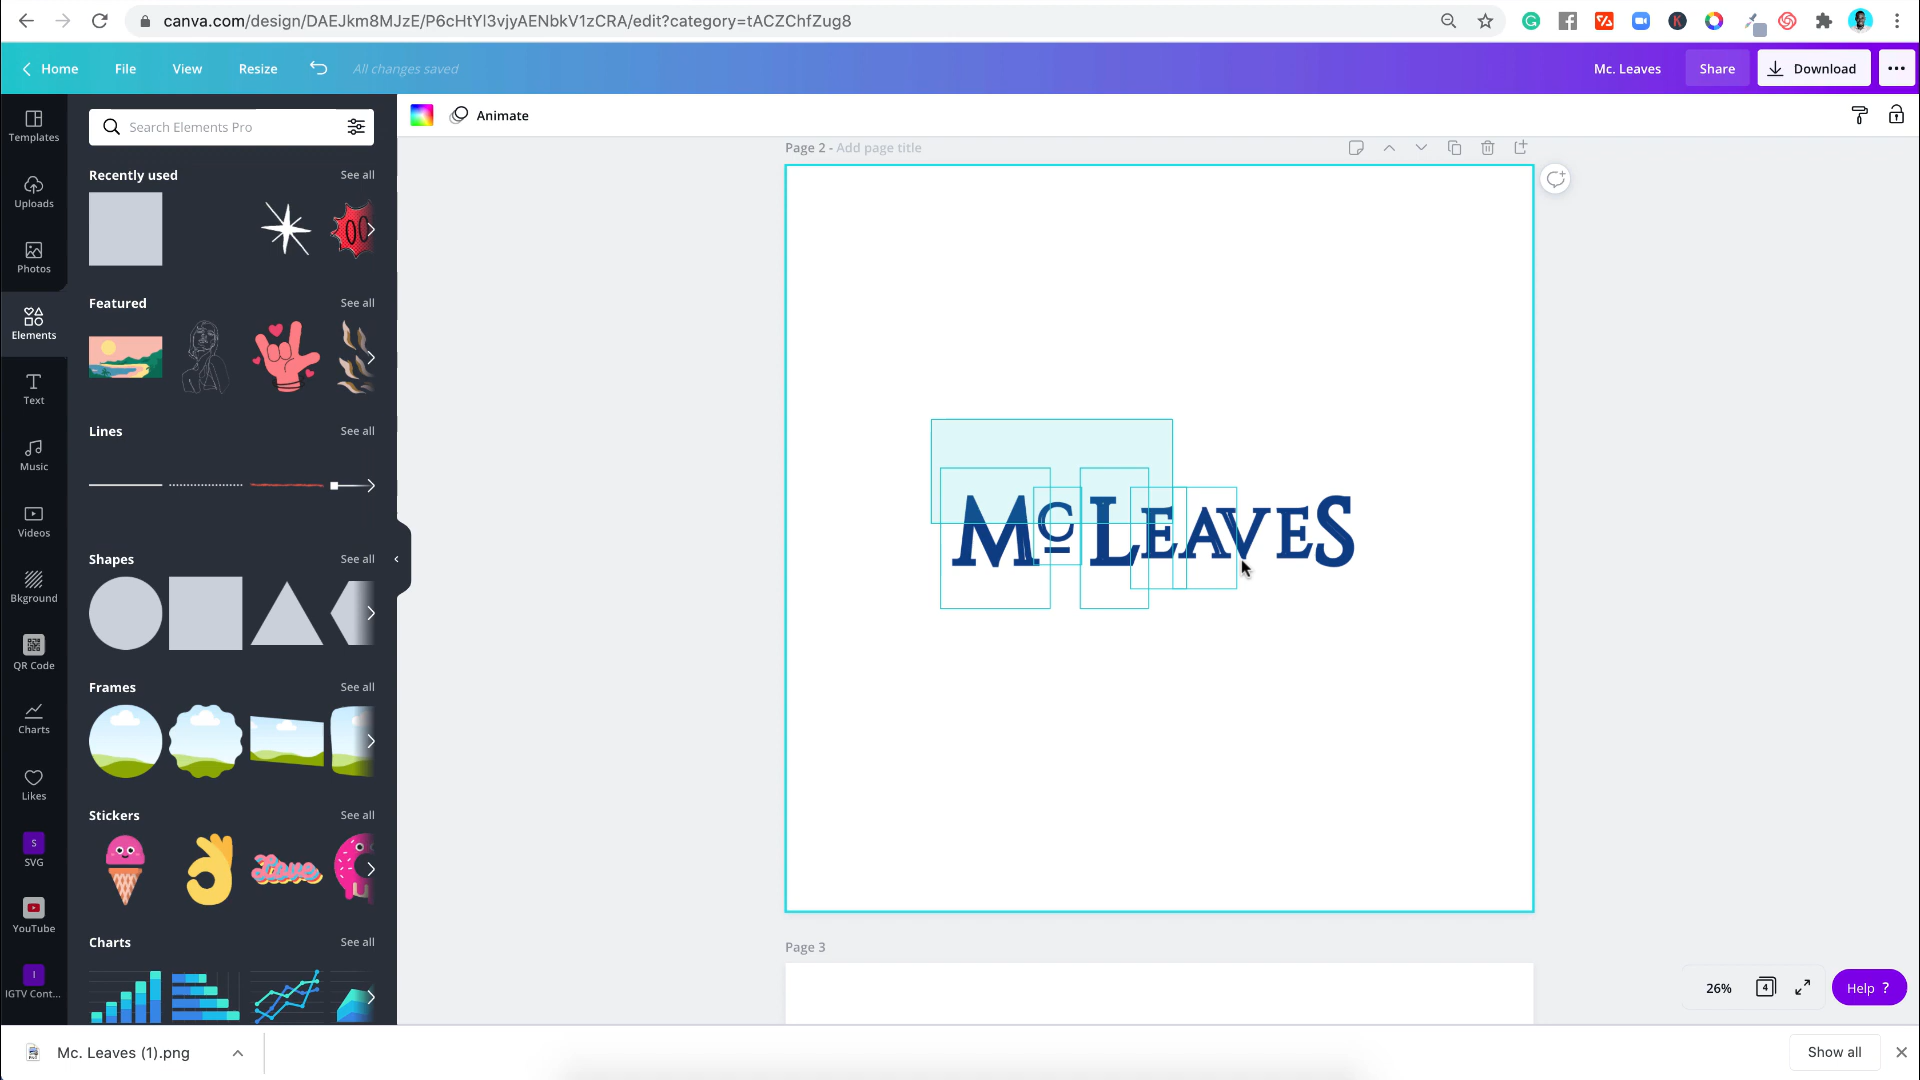 canva.com/design/DAEJkm8MJzE/P6cHtYl3vjyAENbkV1zCRA/edit?category=tACZChfZug8
Home File View Resize All changes saved Mc. Leaves Share Download
Templates
Uploads
Photos
Elements
Text
Music
Videos
Bkground
QR Code
Charts
Likes
S
SVG
YouTube
I
IGTV Cont...
Search Elements Pro
Recently used See all
Featured See all
Lines See all
Shapes See all
Frames See all
Stickers See all
Love
Charts See all
Animate
Page 2 - Add page title
McLEAVES
Page 3
26% 4 Help ?
Mc. Leaves (1).png Show all